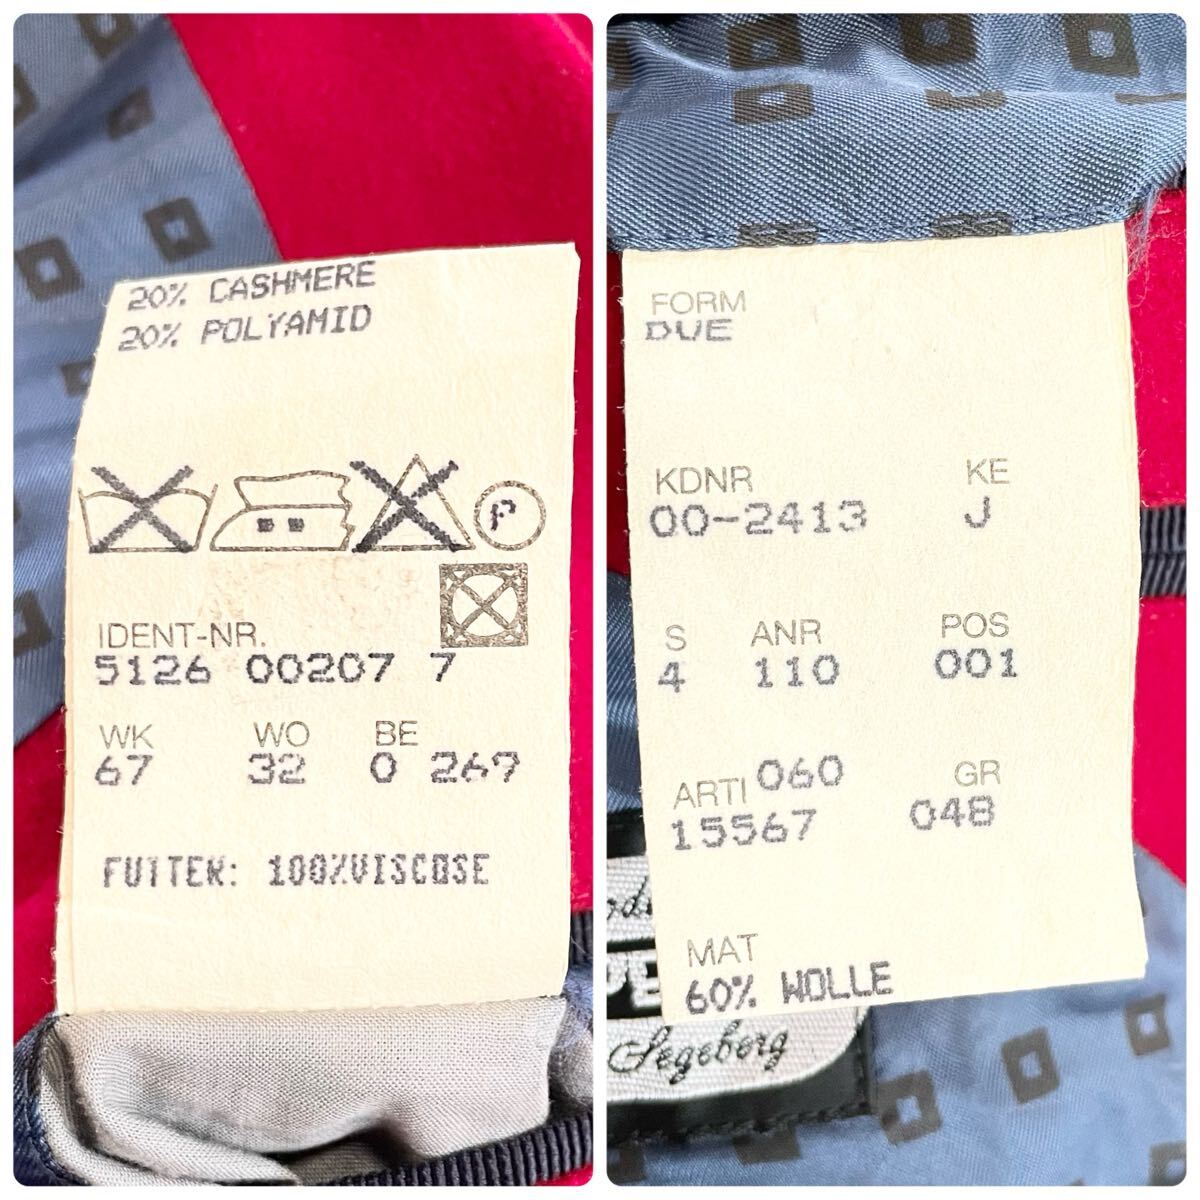 20% CASHMERE
20% POLYAMID
P
IDENT-NR.
5126 00207 7
WK WO BE
67 32 0 269
FUTTER: 100%VISCOSE
FORM
DUE
KDNR KE
00-2413 J
S ANR POS
4 110 001
ARTI 060 GR
15567 048
MAT
60% WOLLE
Segeberg